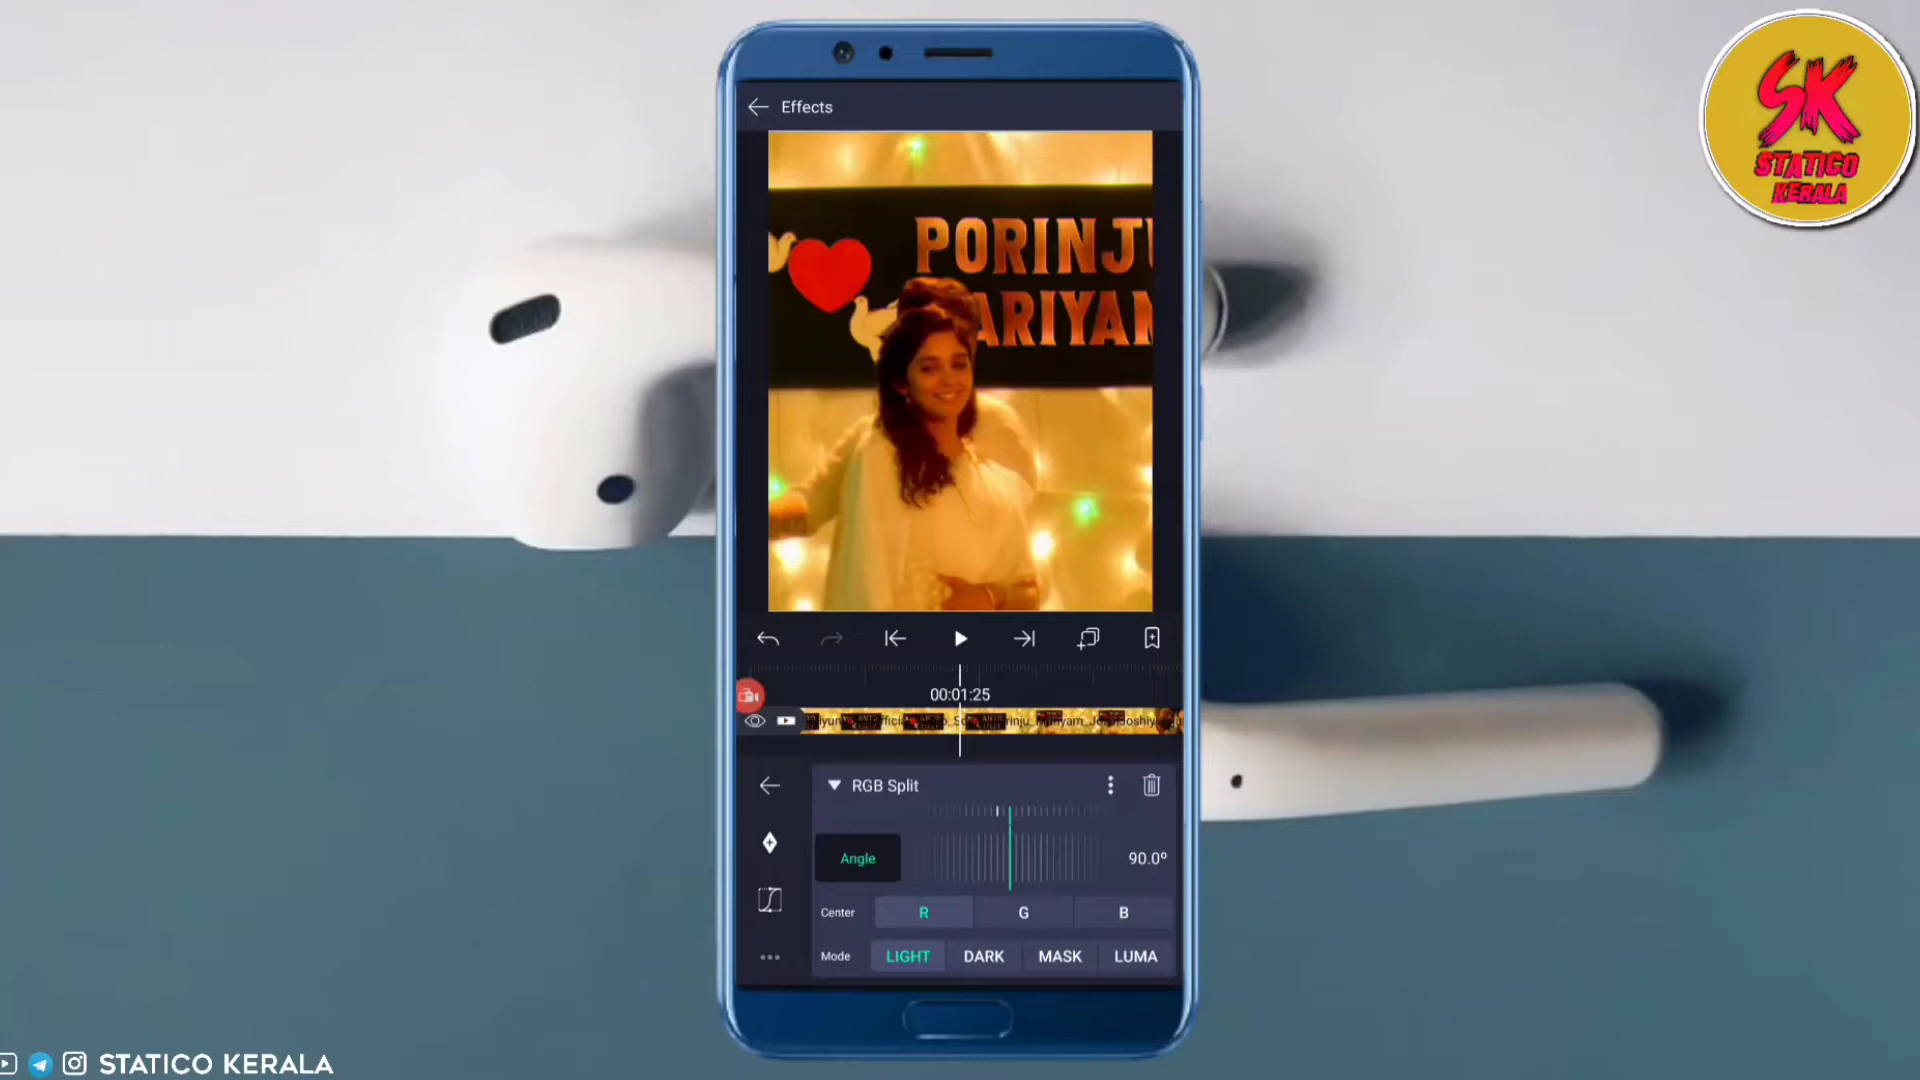 SK
STATICO
KERALA
Effects
PORINJU
ARIYAM
00:01:25
RGB Split
Angle
90.0º
Center
R
G
B
Mode
LIGHT
DARK
MASK
LUMA
STATICO KERALA